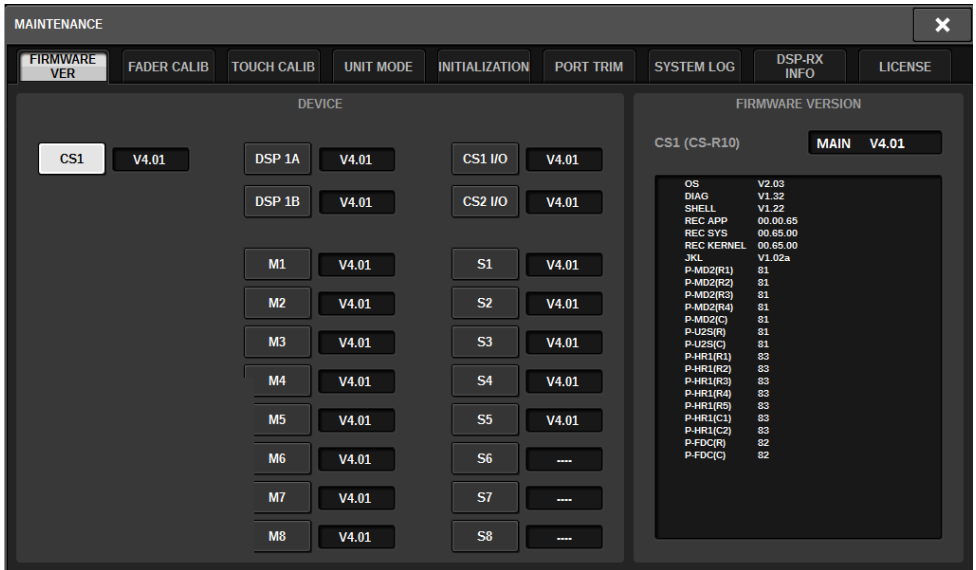 MAINTENANCE
FIRMWARE VER FADER CALIB TOUCH CALIB UNIT MODE INITIALIZATION PORT TRIM SYSTEM LOG DSP-RX INFO LICENSE
DEVICE
CS1 V4.01 DSP 1A V4.01 CS1 I/O V4.01
DSP 1B V4.01 CS2 I/O V4.01
M1 V4.01 S1 V4.01
M2 V4.01 S2 V4.01
M3 V4.01 S3 V4.01
M4 V4.01 S4 V4.01
M5 V4.01 S5 V4.01
M6 V4.01 S6 ----
M7 V4.01 S7 ----
M8 V4.01 S8 ----
FIRMWARE VERSION
CS1 (CS-R10) MAIN V4.01
OS V2.03
DIAG V1.32
SHELL V1.22
REC APP 00.00.65
REC SYS 00.65.00
REC KERNEL 00.65.00
JKL V1.02a
P-MD2(R1) 81
P-MD2(R2) 81
P-MD2(R3) 81
P-MD2(R4) 81
P-MD2(C) 81
P-U2S(R) 81
P-U2S(C) 81
P-HR1(R1) 83
P-HR1(R2) 83
P-HR1(R3) 83
P-HR1(R4) 83
P-HR1(R5) 83
P-HR1(C1) 83
P-HR1(C2) 83
P-FDC(R) 82
P-FDC(C) 82